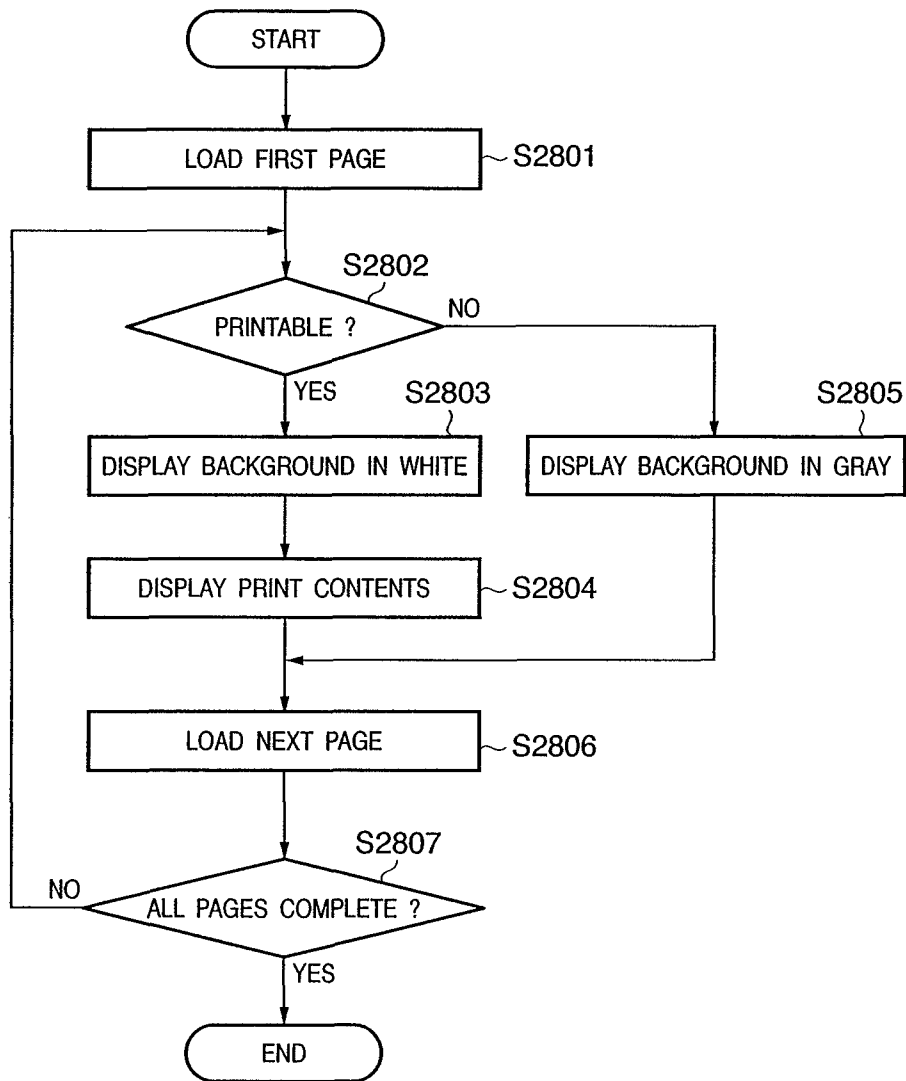 START
LOAD FIRST PAGE
S2801
S2802
PRINTABLE ?
NO
YES
S2803
DISPLAY BACKGROUND IN WHITE
S2805
DISPLAY BACKGROUND IN GRAY
DISPLAY PRINT CONTENTS
S2804
LOAD NEXT PAGE
S2806
S2807
NO
ALL PAGES COMPLETE ?
YES
END